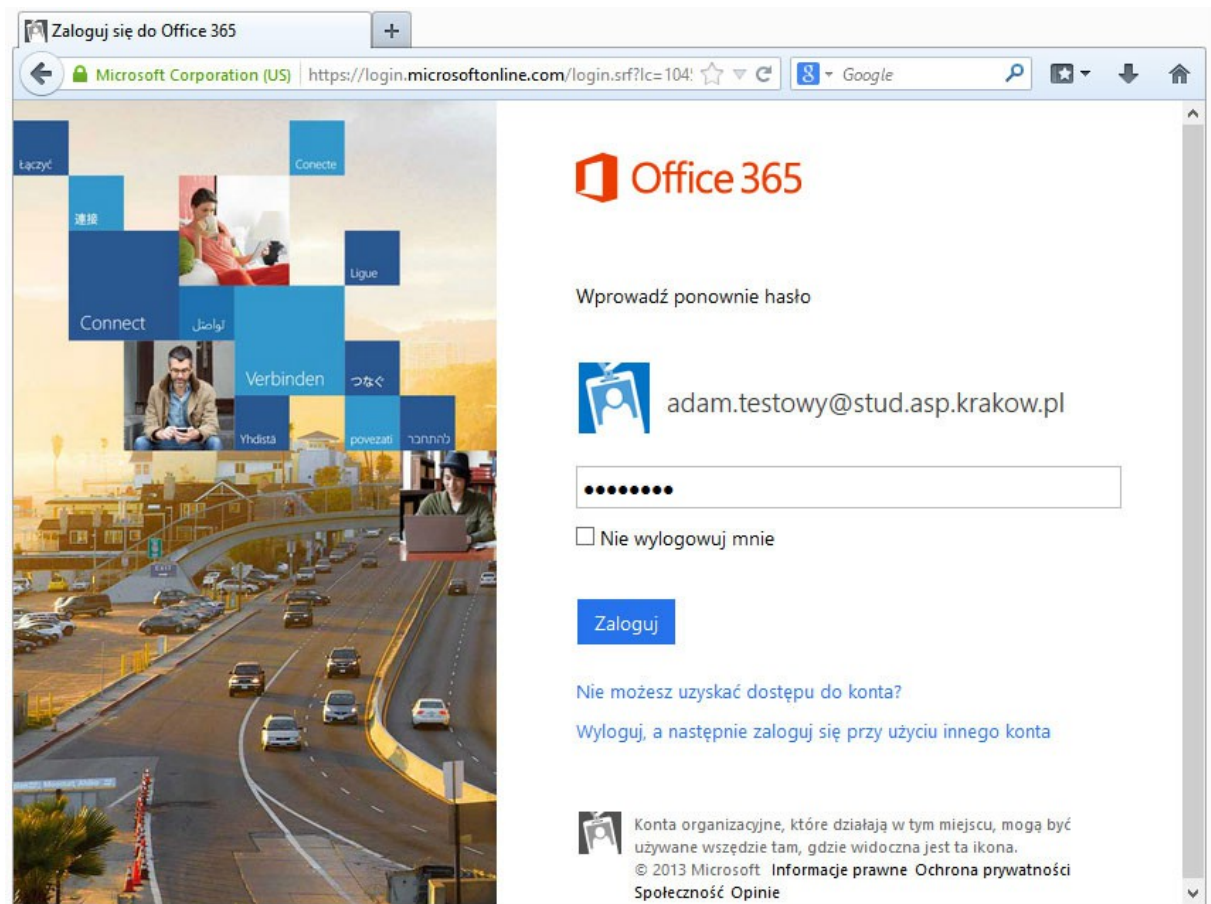 Zaloguj się do Office 365
Microsoft Corporation (US) https://login.microsoftonline.com/login.srf?lc=104
Google
Łączyć
Conecte
連接
Ligue
Connect
تواصل
Verbinden
つなぐ
Yhdistä
povezati
להתחבר
EXIT
Office 365
Wprowadź ponownie hasło
adam.testowy@stud.asp.krakow.pl
Nie wylogowuj mnie
Zaloguj
Nie możesz uzyskać dostępu do konta?
Wyloguj, a następnie zaloguj się przy użyciu innego konta
Konta organizacyjne, które działają w tym miejscu, mogą być
używane wszędzie tam, gdzie widoczna jest ta ikona.
© 2013 Microsoft Informacje prawne Ochrona prywatności
Społeczność Opinie